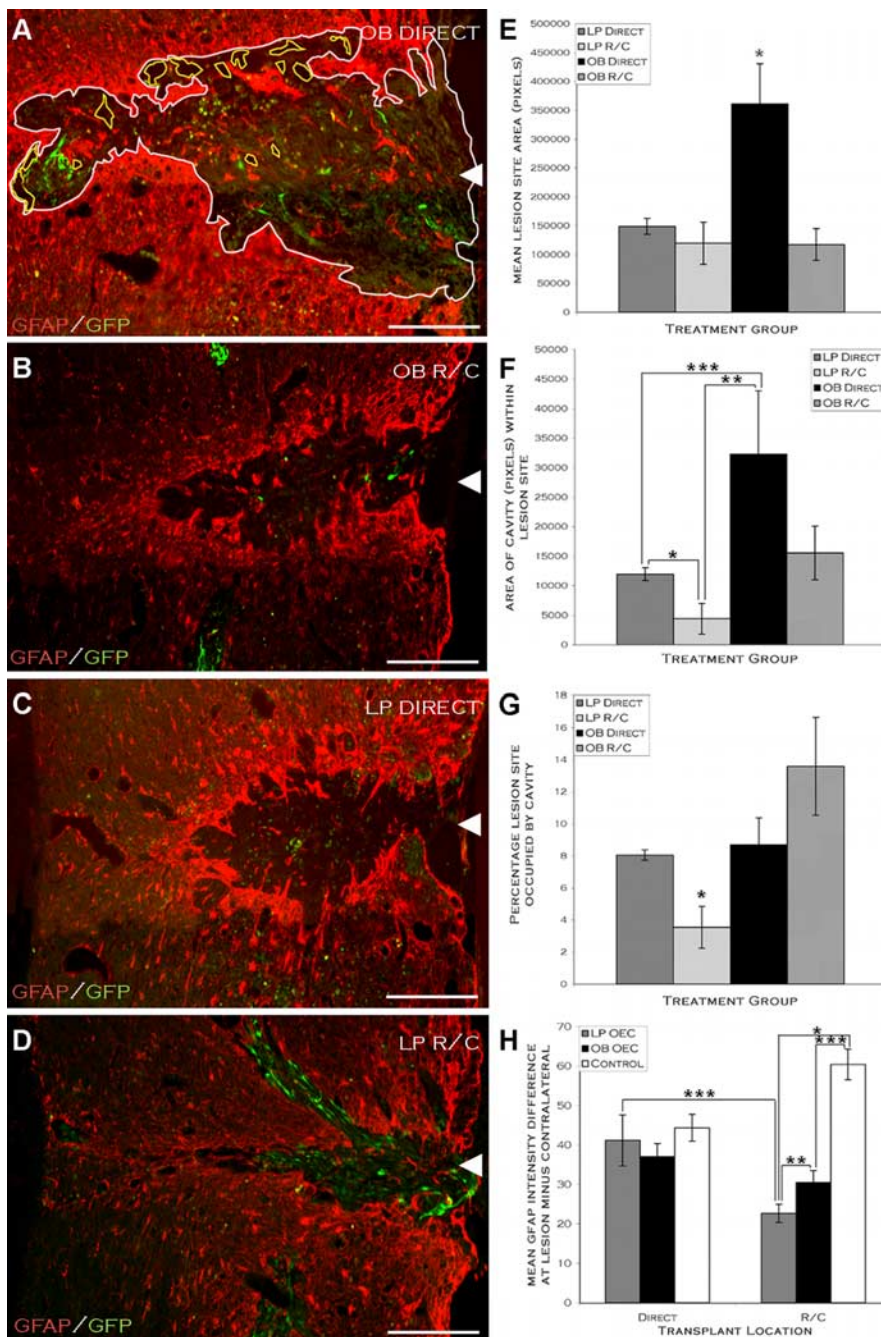 A
OB DIRECT
GFAP/GFP
B
OB R/C
GFAP/GFP
C
LP DIRECT
GFAP/GFP
D
LP R/C
GFAP/GFP
E
LP DIRECT
LP R/C
OB DIRECT
OB R/C
*
MEAN LESION SITE AREA (PIXELS)
500000
450000
400000
350000
300000
250000
200000
150000
100000
50000
0
TREATMENT GROUP
F
LP DIRECT
LP R/C
OB DIRECT
OB R/C
***
**
*
AREA OF CAVITY (PIXELS) WITHIN
LESION SITE
50000
45000
40000
35000
30000
25000
20000
15000
10000
5000
0
TREATMENT GROUP
G
LP DIRECT
LP R/C
OB DIRECT
OB R/C
*
PERCENTAGE LESION SITE
OCCUPIED BY CAVITY
18
16
14
12
10
8
6
4
2
0
TREATMENT GROUP
H
LP OEC
OB OEC
CONTROL
*
***
***
**
MEAN GFAP INTENSITY DIFFERENCE
AT LESION MINUS CONTRALATERAL
70
60
50
40
30
20
10
0
DIRECT
R/C
TRANSPLANT LOCATION